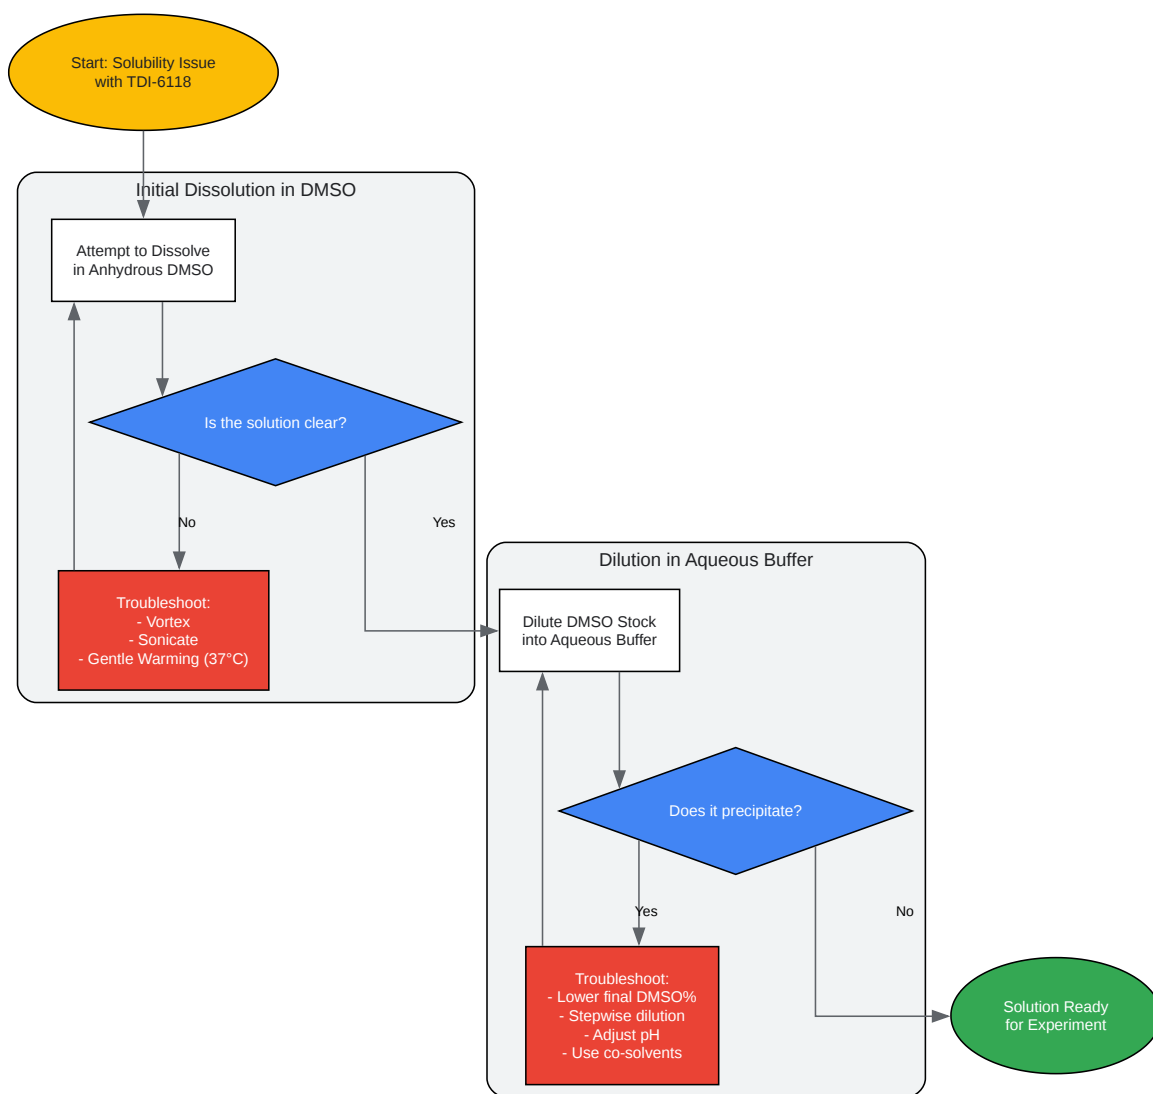 Start: Solubility Issue
with TDI-6118
Initial Dissolution in DMSO
Attempt to Dissolve
in Anhydrous DMSO
Is the solution clear?
No
Yes
Troubleshoot:
- Vortex
- Sonicate
- Gentle Warming (37°C)
Dilution in Aqueous Buffer
Dilute DMSO Stock
into Aqueous Buffer
Does it precipitate?
Yes
No
Troubleshoot:
- Lower final DMSO%
- Stepwise dilution
- Adjust pH
- Use co-solvents
Solution Ready
for Experiment